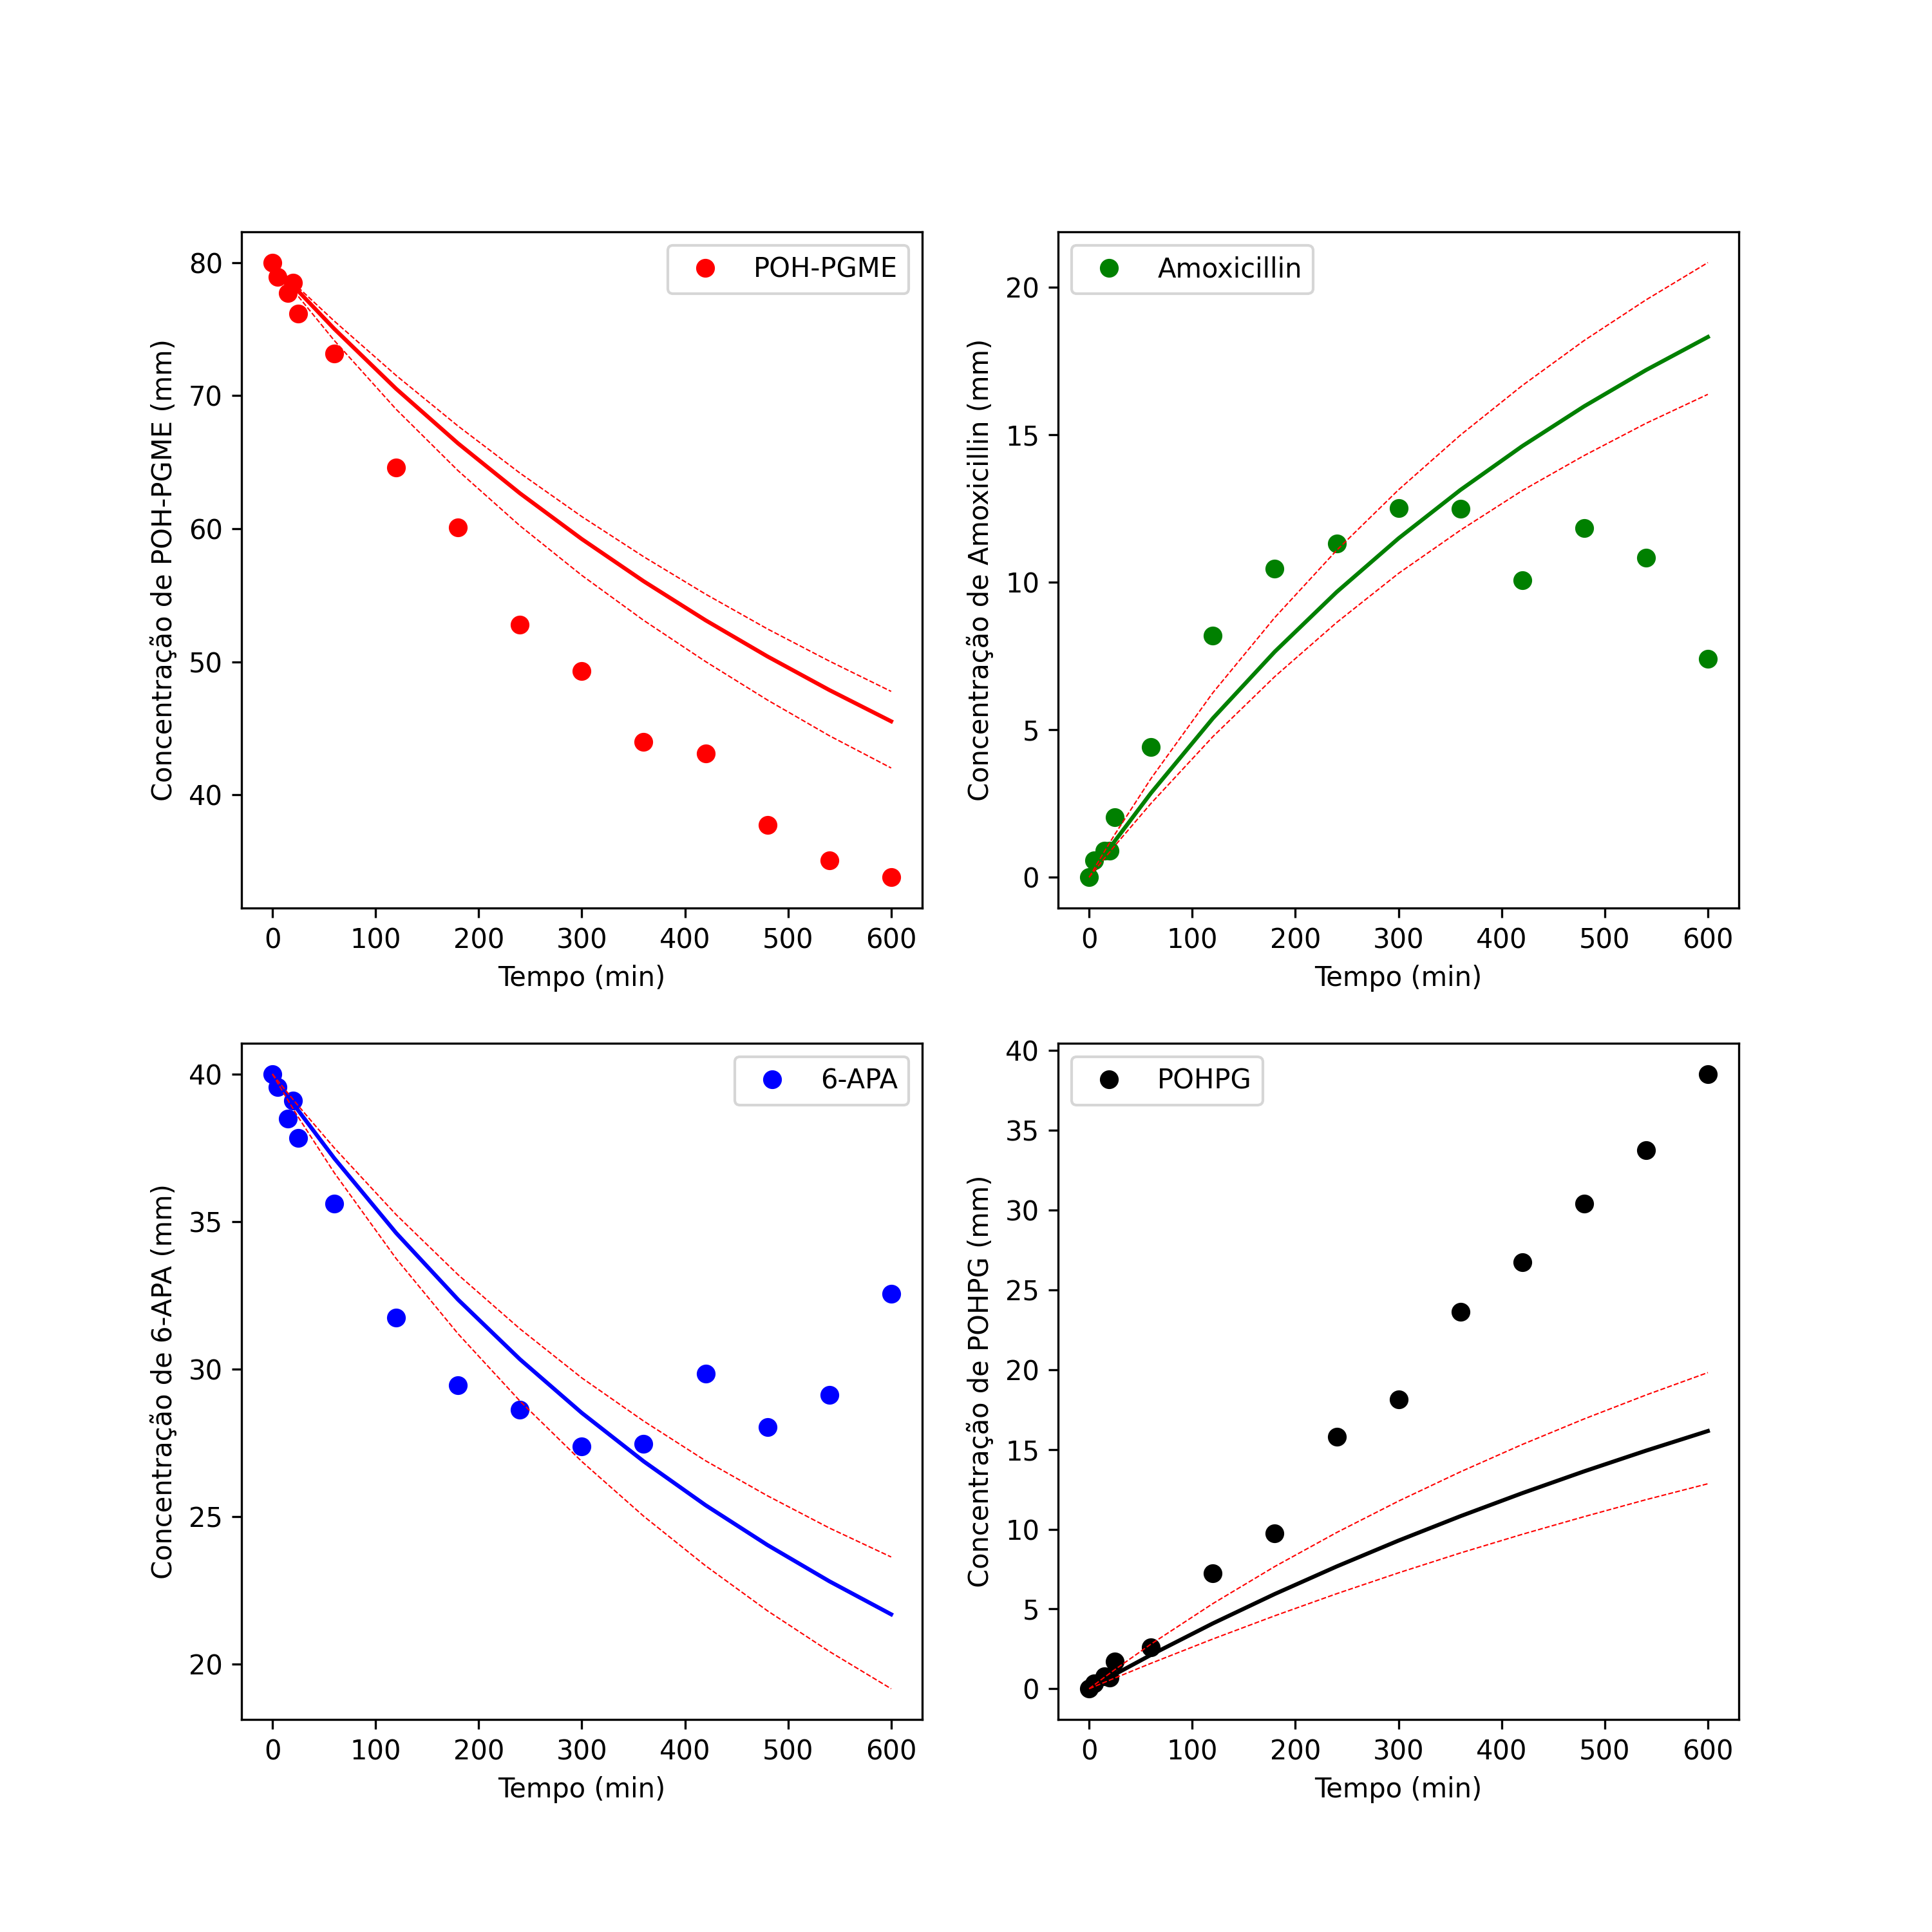 POH-PGME
80
70
60
50
40
Concentração de POH-PGME (mm)
0 100 200 300 400 500 600
Tempo (min)
Amoxicillin
20
15
10
5
0
Concentração de Amoxicillin (mm)
0 100 200 300 400 500 600
Tempo (min)
6-APA
40
35
30
25
20
Concentração de 6-APA (mm)
0 100 200 300 400 500 600
Tempo (min)
POHPG
40
35
30
25
20
15
10
5
0
Concentração de POHPG (mm)
0 100 200 300 400 500 600
Tempo (min)